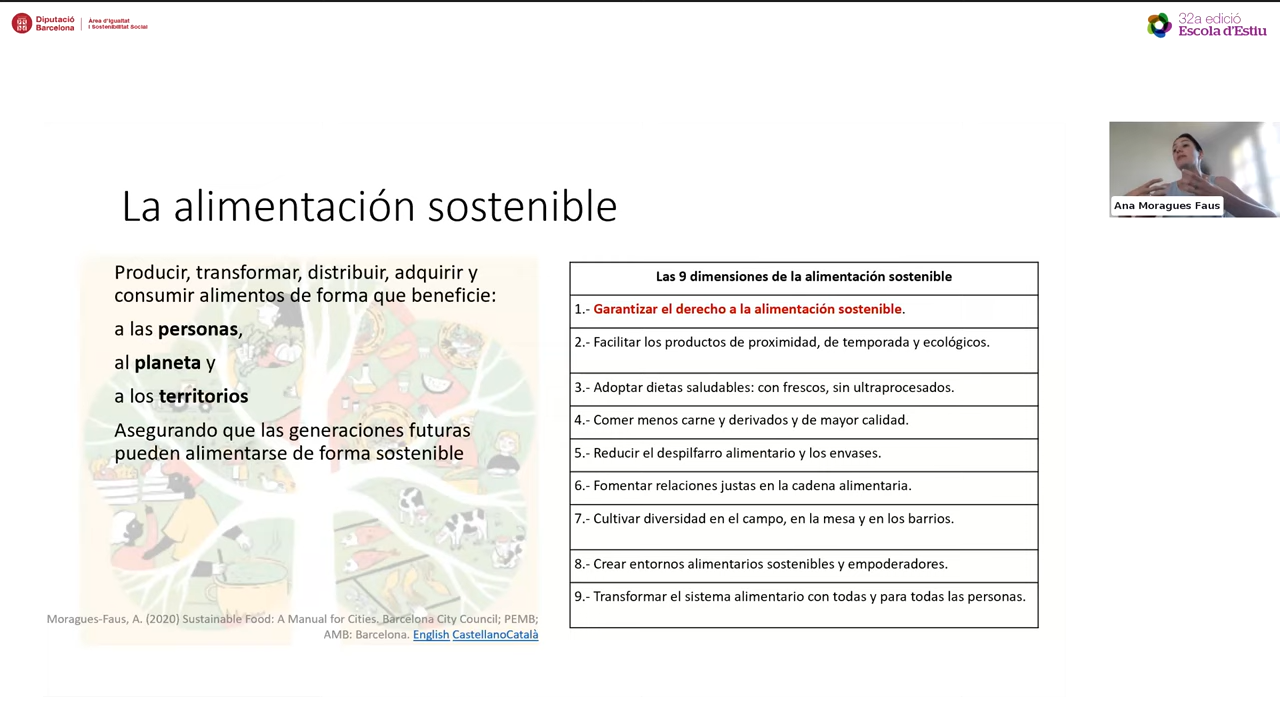 Diputació
Barcelona
Àrea d'Igualtat
i Sostenibilitat Social
32a edició
Escola d'Estiu
Ana Moragues Faus
La alimentación sostenible
Producir, transformar, distribuir, adquirir y
consumir alimentos de forma que beneficie:
a las personas,
al planeta y
a los territorios
Asegurando que las generaciones futuras
pueden alimentarse de forma sostenible
Moragues-Faus, A. (2020) Sustainable Food: A Manual for Cities. Barcelona City Council; PEMB;
AMB: Barcelona. English CastellanoCatalà
Las 9 dimensiones de la alimentación sostenible
1.- Garantizar el derecho a la alimentación sostenible.
2.- Facilitar los productos de proximidad, de temporada y ecológicos.
3.- Adoptar dietas saludables: con frescos, sin ultraprocesados.
4.- Comer menos carne y derivados y de mayor calidad.
5.- Reducir el despilfarro alimentario y los envases.
6.- Fomentar relaciones justas en la cadena alimentaria.
7.- Cultivar diversidad en el campo, en la mesa y en los barrios.
8.- Crear entornos alimentarios sostenibles y empoderadores.
9.- Transformar el sistema alimentario con todas y para todas las personas.